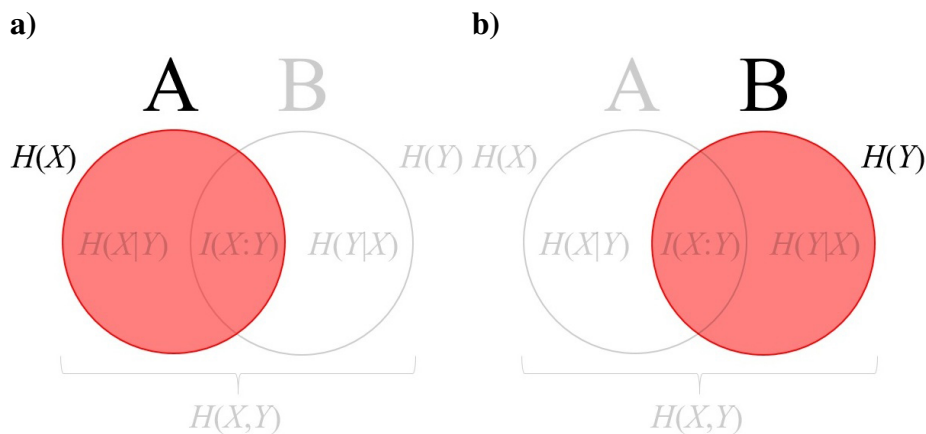 a) b)
A B A B
H(X) H(Y) H(X) H(Y)
H(X|Y) I(X:Y) H(Y|X) H(X|Y) I(X:Y) H(Y|X)
H(X,Y) H(X,Y)